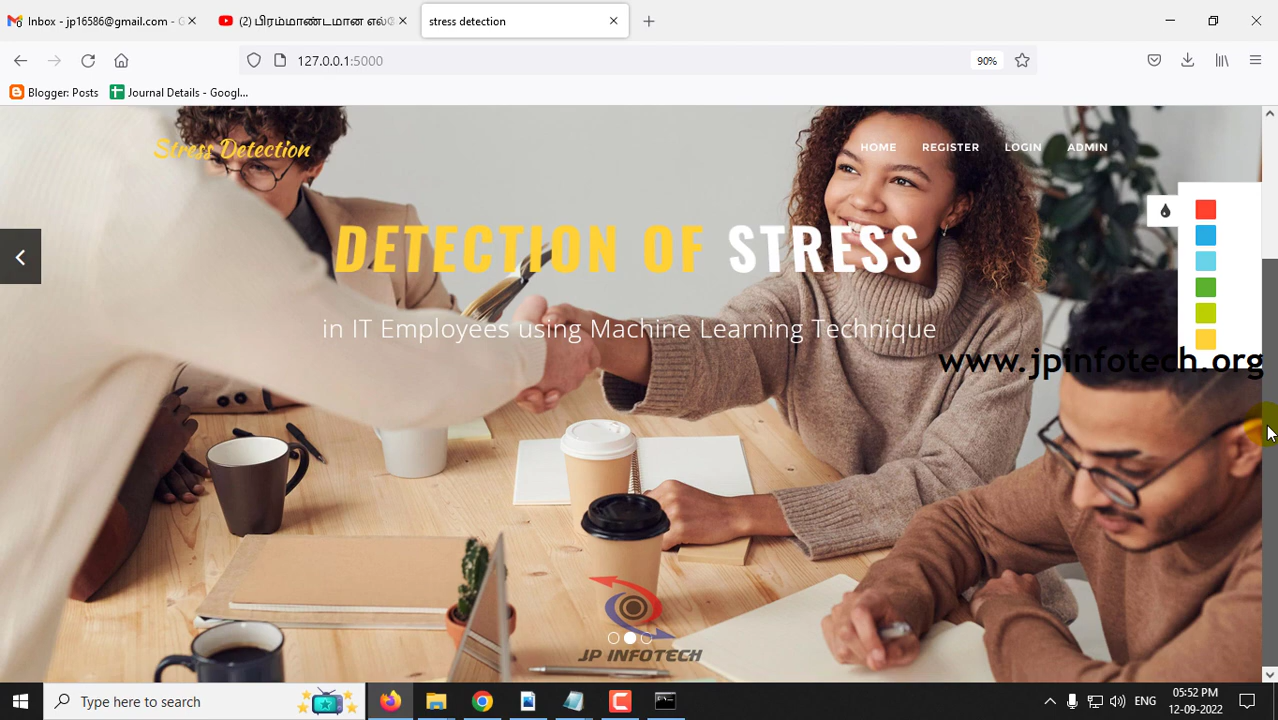 Inbox - jp16586@gmail.com - G
(2) பிரம்மாண்டமான எல்
stress detection
127.0.0.1:5000
90%
Blogger: Posts
Journal Details - Googl...
Stress Detection
HOME
REGISTER
LOGIN
ADMIN
DETECTION OF STRESS
in IT Employees using Machine Learning Technique
www.jpinfotech.org
JP INFOTECH
Type here to search
ENG
05:52 PM
12-09-2022